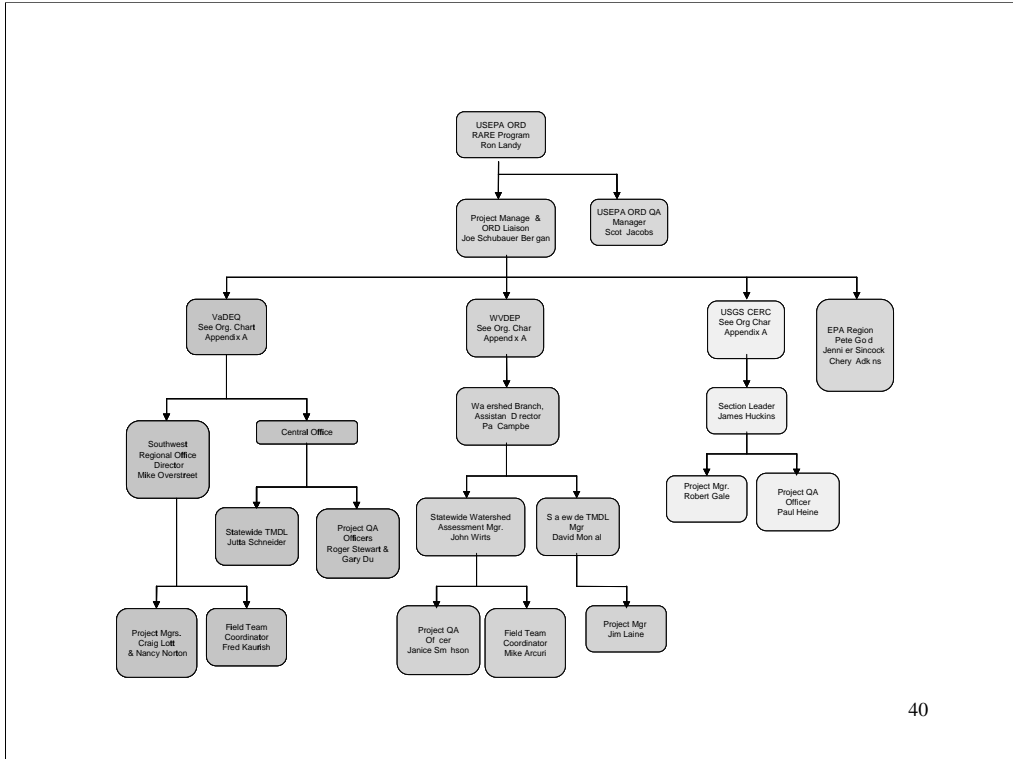 USEPA ORD
RARE Program
Ron Landy
Project Manage &
ORD Liaison
Joe Schubauer Ber gan
USEPA ORD QA
Manager
Scot Jacobs
VaDEQ
See Org. Chart
Appendix A
WVDEP
See Org. Char
Append x A
USGS CERC
See Org Char
Appendix A
EPA Region
Pete Go d
Jenni er Sincock
Chery Adk ns
Southwest
Regional Office
Director
Mike Overstreet
Central Office
Wa ershed Branch,
Assistan D rector
Pa Campbe
Section Leader
James Huckins
Statewide TMDL
Jutta Schneider
Project QA
Officers
Roger Stewart &
Gary Du
Statewide Watershed
Assessment Mgr.
John Wirts
S a ew de TMDL
Mgr
David Mon al
Project Mgr.
Robert Gale
Project QA
Officer
Paul Heine
Project Mgrs.
Craig Lott
& Nancy Norton
Field Team
Coordinator
Fred Kaurish
Project QA
Of cer
Janice Sm hson
Field Team
Coordinator
Mike Arcuri
Project Mgr
Jim Laine
40